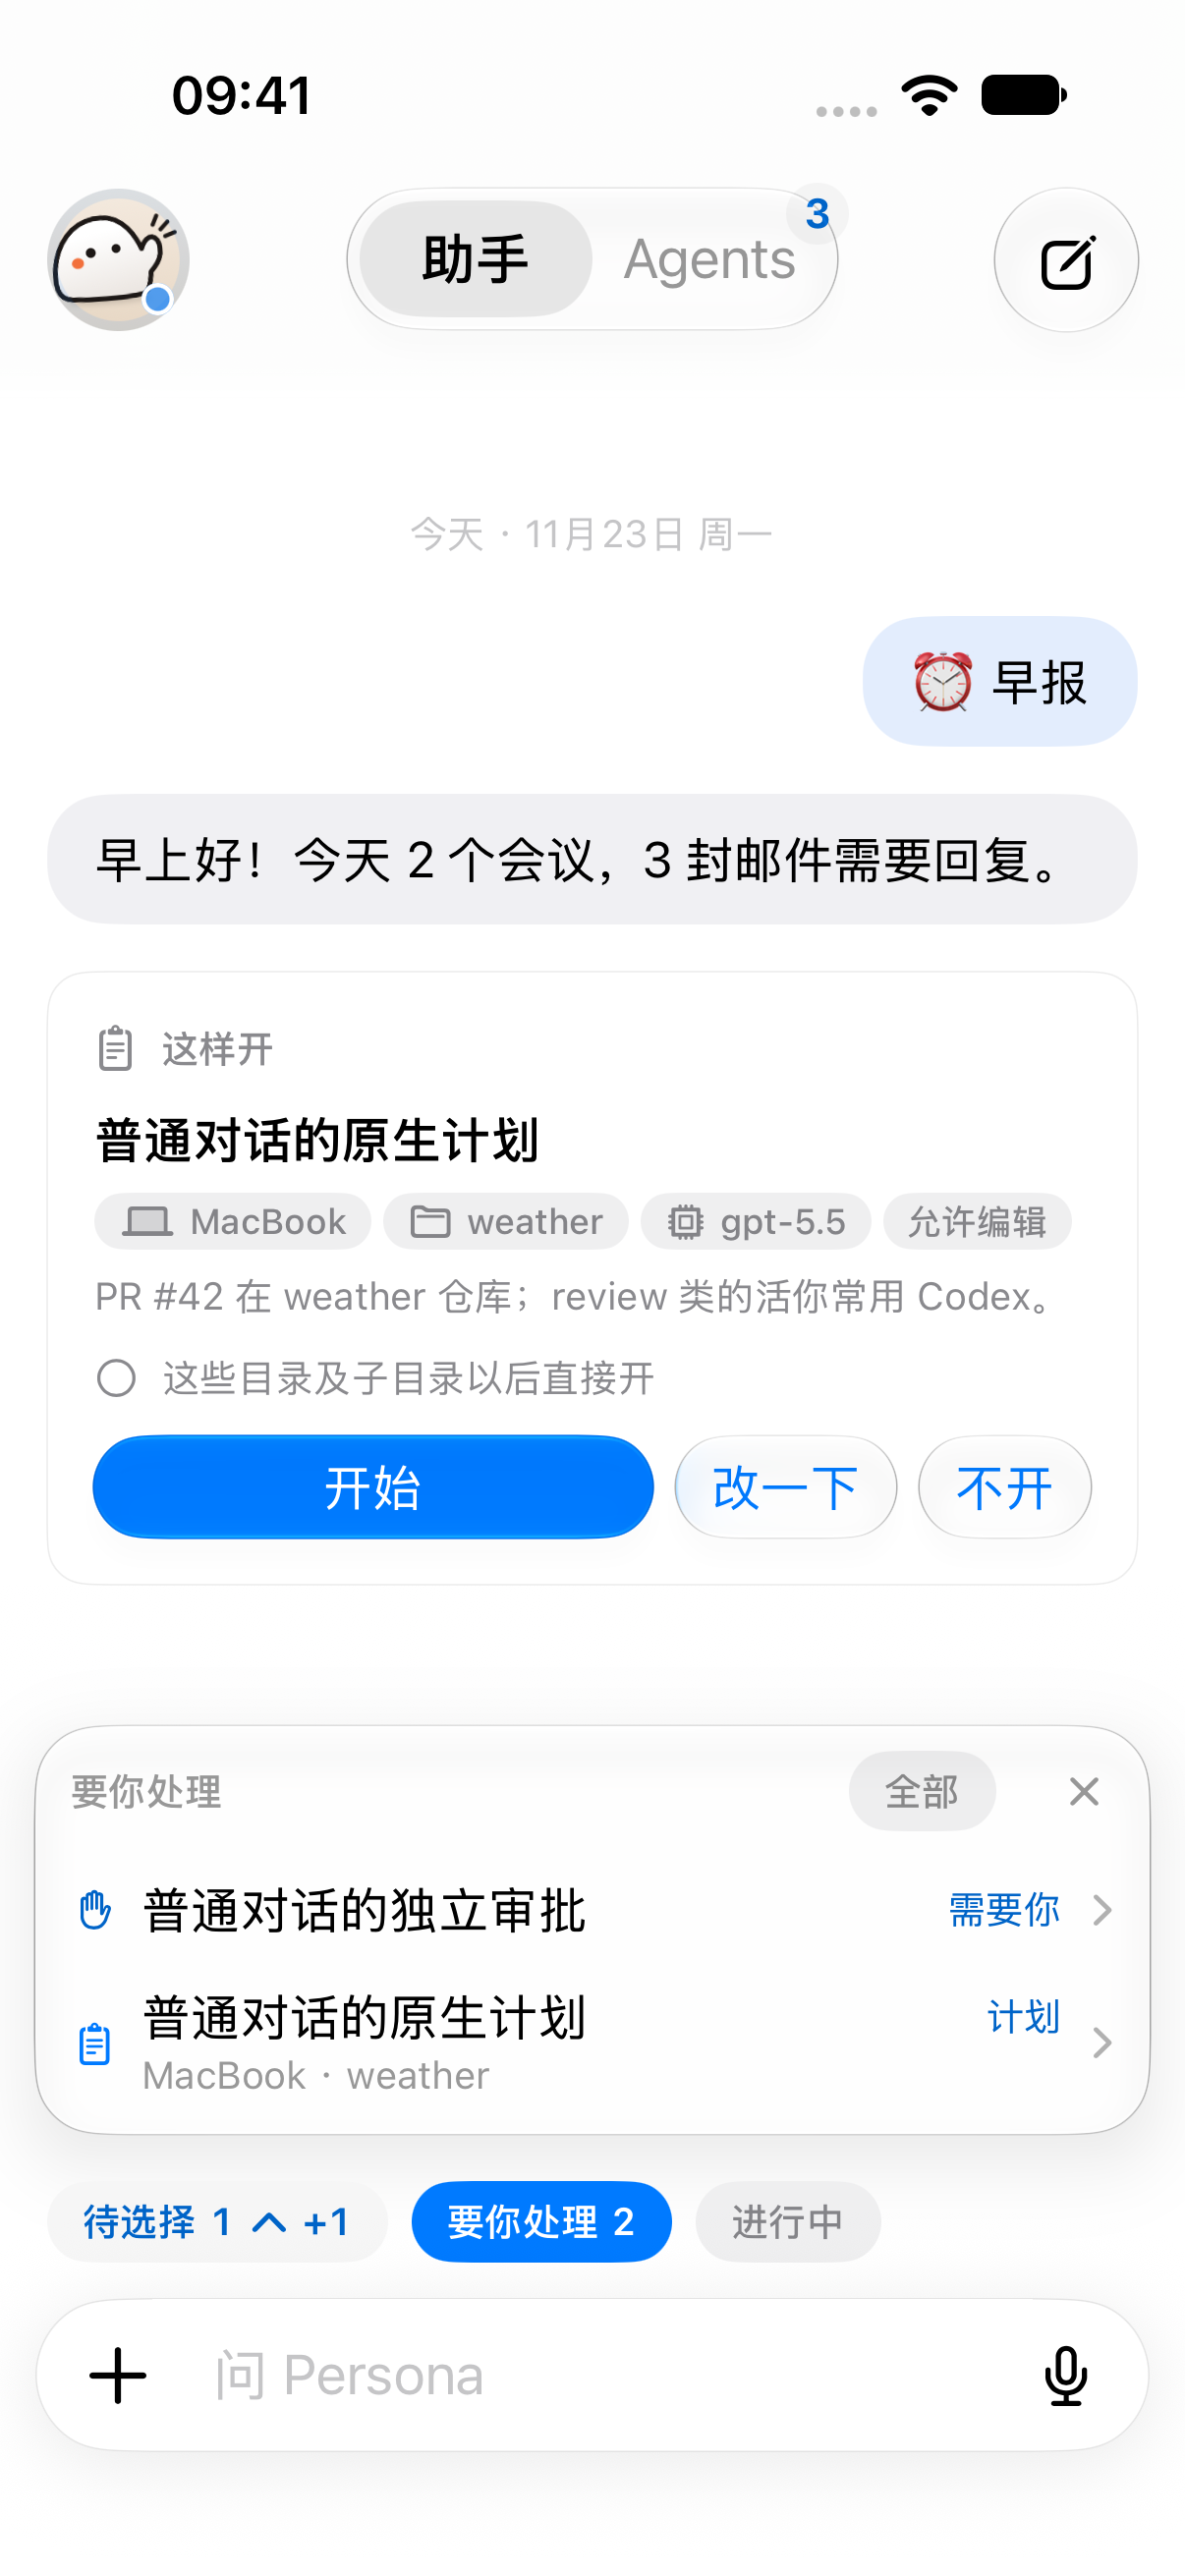 09:41
助手
Agents
3
今天 · 11月23日 周一
⏰ 早报
早上好！今天 2 个会议，3 封邮件需要回复。
这样开
普通对话的原生计划
MacBook weather gpt-5.5 允许编辑
PR #42 在 weather 仓库；review 类的活你常用 Codex。
这些目录及子目录以后直接开
开始 改一下 不开
要你处理 全部
普通对话的独立审批 需要你
普通对话的原生计划 计划
MacBook · weather
待选择 1 +1 要你处理 2 进行中
问 Persona